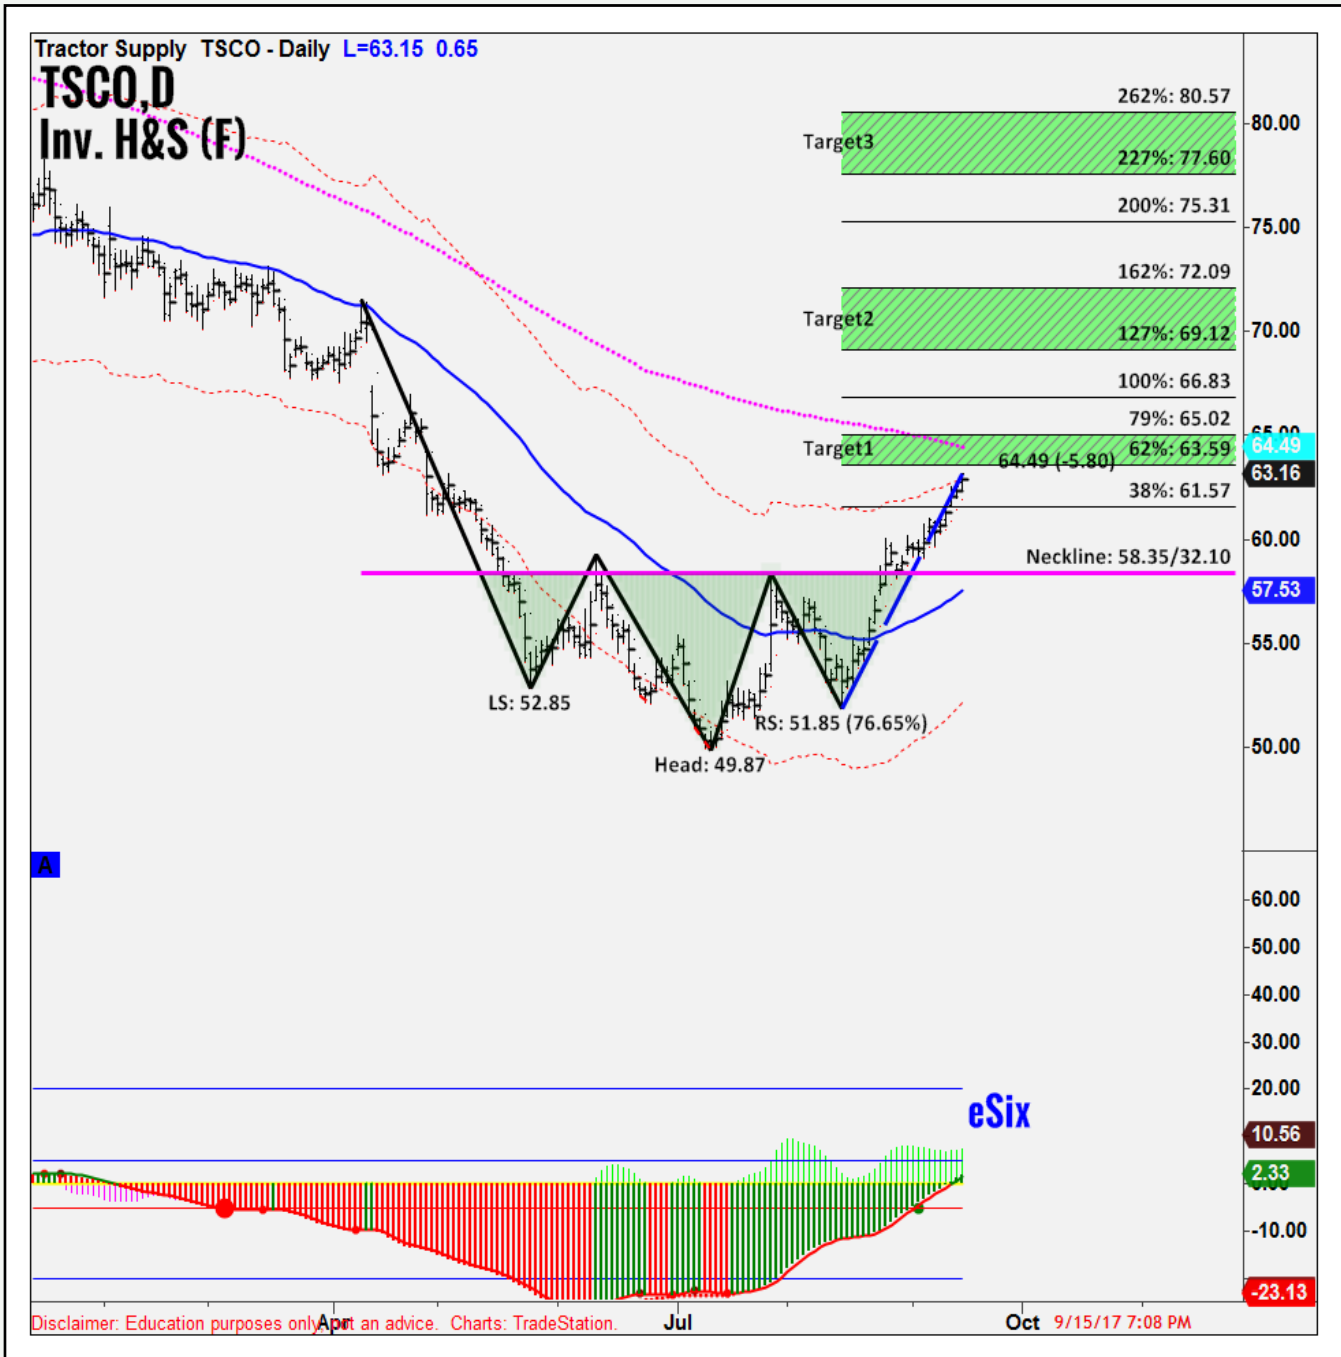 Tractor Supply TSCO - Daily L=63.15 0.65
TSCO,D
Inv. H&S (F)
262%: 80.57
80.00
Target3
227%: 77.60
200%: 75.31
75.00
162%: 72.09
Target2
127%: 69.12
70.00
100%: 66.83
79%: 65.02
65.00
Target1
62%: 63.59
64.49
64.49 (-5.80)
63.16
38%: 61.57
60.00
Neckline: 58.35/32.10
57.53
55.00
LS: 52.85
RS: 51.85 (76.65%)
50.00
Head: 49.87
A
60.00
50.00
40.00
30.00
20.00
eSix
10.56
2.33
0.00
-10.00
-23.13
Apr
Jul
Oct
Disclaimer: Education purposes only, not an advice. Charts: TradeStation.
9/15/17 7:08 PM